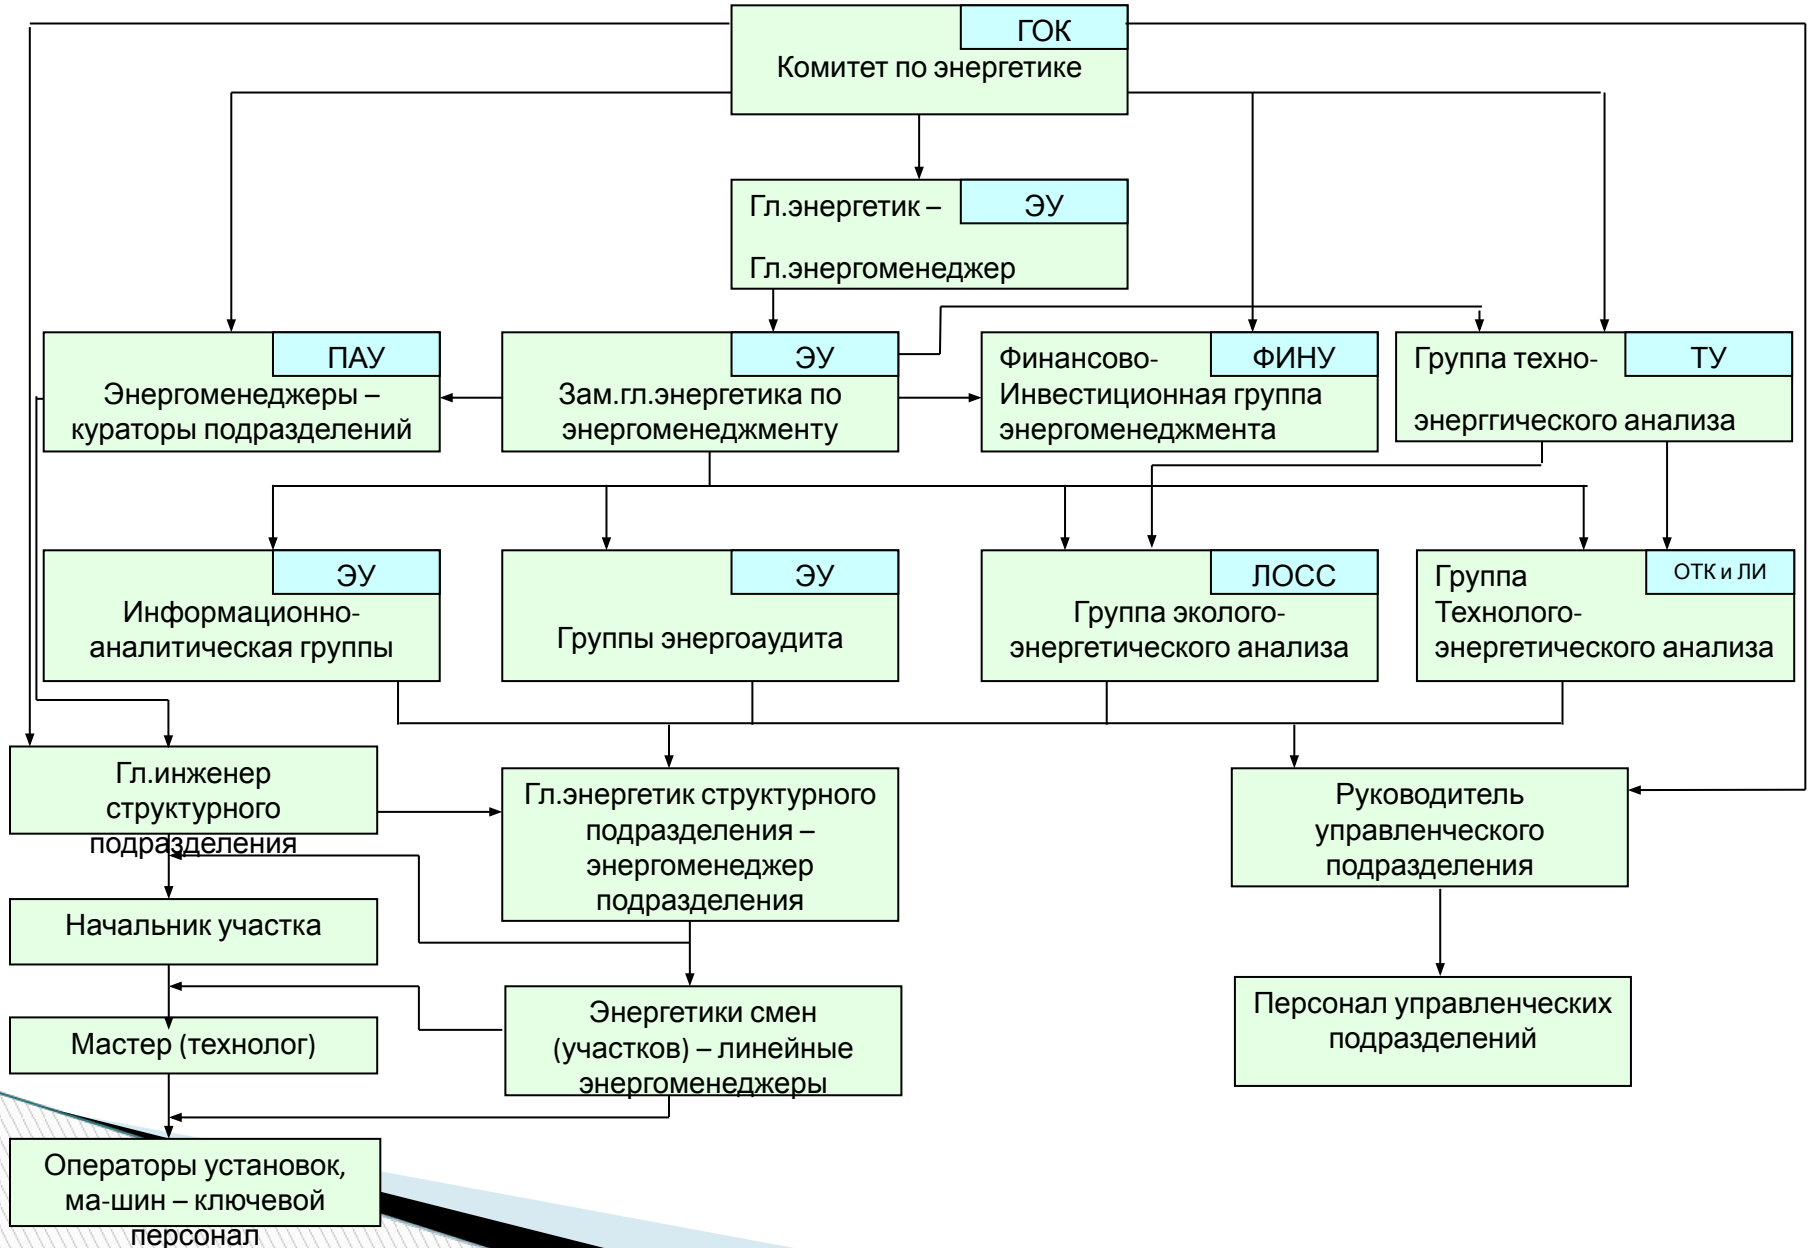 ГОК
Комитет по энергетике
Гл.энергетик –
ЭУ
Гл.энергоменеджер
ПАУ
Энергоменеджеры –
кураторы подразделений
ЭУ
Зам.гл.энергетика по
энергоменеджменту
Финансово-
ФИНУ
Инвестиционная группа
энергоменеджмента
Группа техно-
ТУ
энерггического анализа
ЭУ
Информационно-
аналитическая группы
ЭУ
Группы энергоаудита
ЛОСС
Группа эколого-
энергетического анализа
Группа
ОТК и ЛИ
Технолого-
энергетического анализа
Гл.инженер
структурного
подразделения
Гл.энергетик структурного
подразделения –
энергоменеджер
подразделения
Руководитель
управленческого
подразделения
Начальник участка
Энергетики смен
(участков) – линейные
энергоменеджеры
Персонал управленческих
подразделений
Мастер (технолог)
Операторы установок,
ма-шин – ключевой
персонал